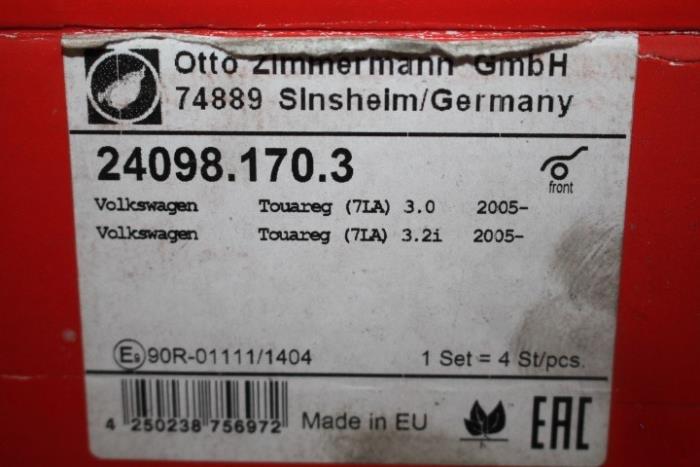 Otto Zimmermann GmbH
74889 Sinsheim/Germany
24098.170.3
front
Volkswagen Touareg (7LA) 3.0 2005-
Volkswagen Touareg (7LA) 3.2i 2005-
E9 90R-01111/1404 1 Set = 4 St/pcs.
4 250238 756972 Made in EU EAC